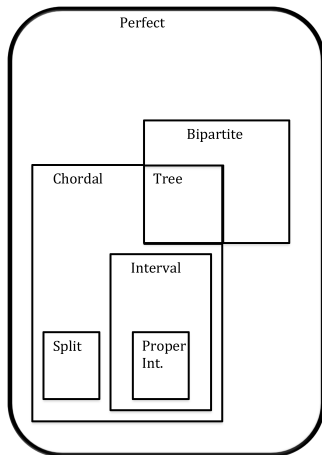 Perfect
Bipartite
Chordal
Tree
Interval
Split
Proper
Int.